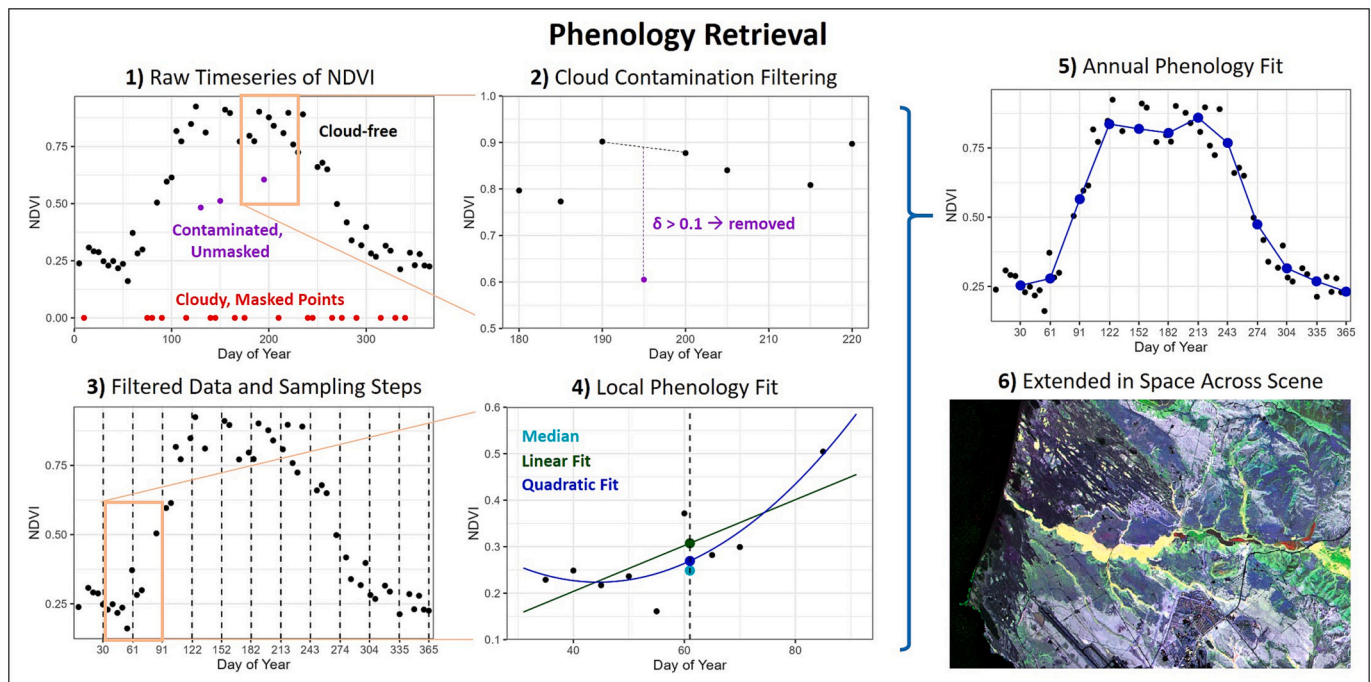 Phenology Retrieval
1) Raw Timeseries of NDVI
NDVI
0.75
0.50
0.25
0.00
Cloud-free
Contaminated,
Unmasked
Cloudy, Masked Points
0 100 200 300
Day of Year
2) Cloud Contamination Filtering
NDVI
1.0
0.9
0.8
0.7
0.6
0.5
δ > 0.1 → removed
180 190 200 210 220
Day of Year
3) Filtered Data and Sampling Steps
NDVI
0.75
0.50
0.25
30 61 91 122 152 182 213 243 274 304 335 365
Day of Year
4) Local Phenology Fit
NDVI
0.6
0.5
0.4
0.3
0.2
0.1
Median
Linear Fit
Quadratic Fit
40 60 80
Day of Year
5) Annual Phenology Fit
NDVI
0.75
0.50
0.25
30 61 91 122 152 182 213 243 274 304 335 365
Day of Year
6) Extended in Space Across Scene